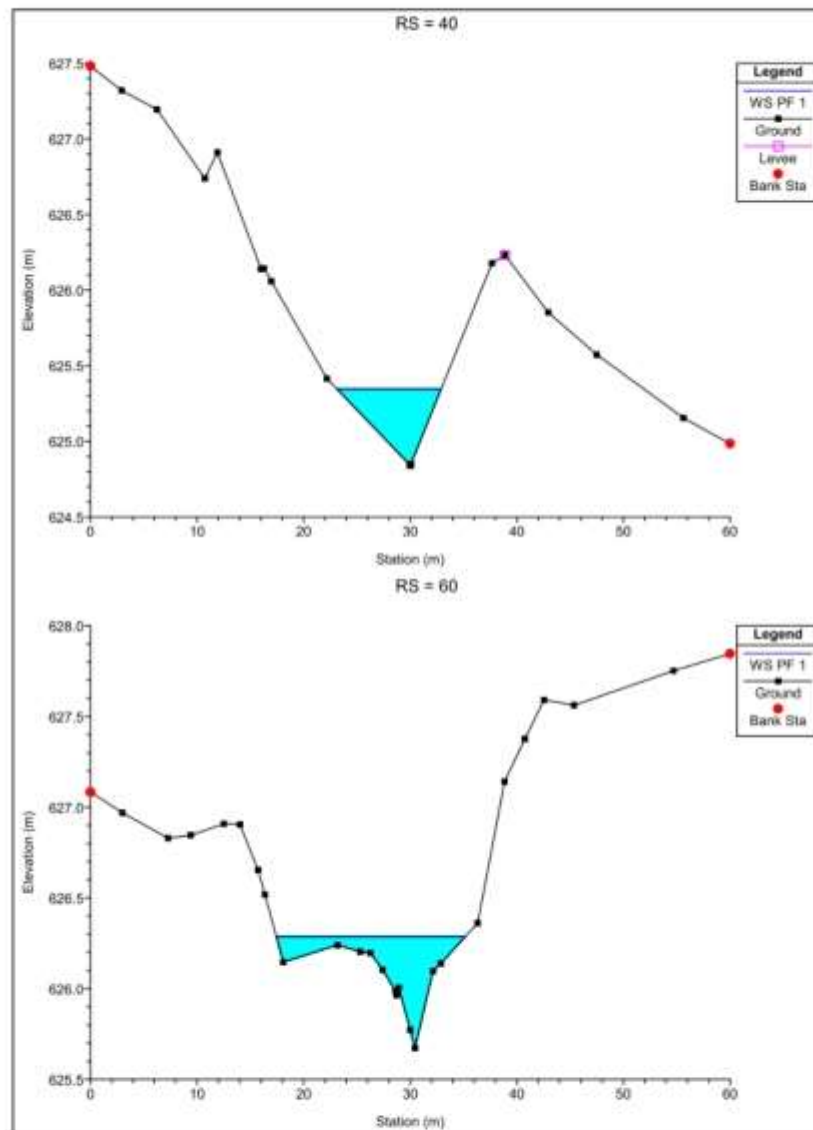 RS = 40
627.5
627.0
626.5
626.0
625.5
625.0
624.5
Elevation (m)
0 10 20 30 40 50 60
Station (m)
Legend
WS PF 1
Ground
Levee
Bank Sta
RS = 60
628.0
627.5
627.0
626.5
626.0
625.5
Elevation (m)
0 10 20 30 40 50 60
Station (m)
Legend
WS PF 1
Ground
Bank Sta